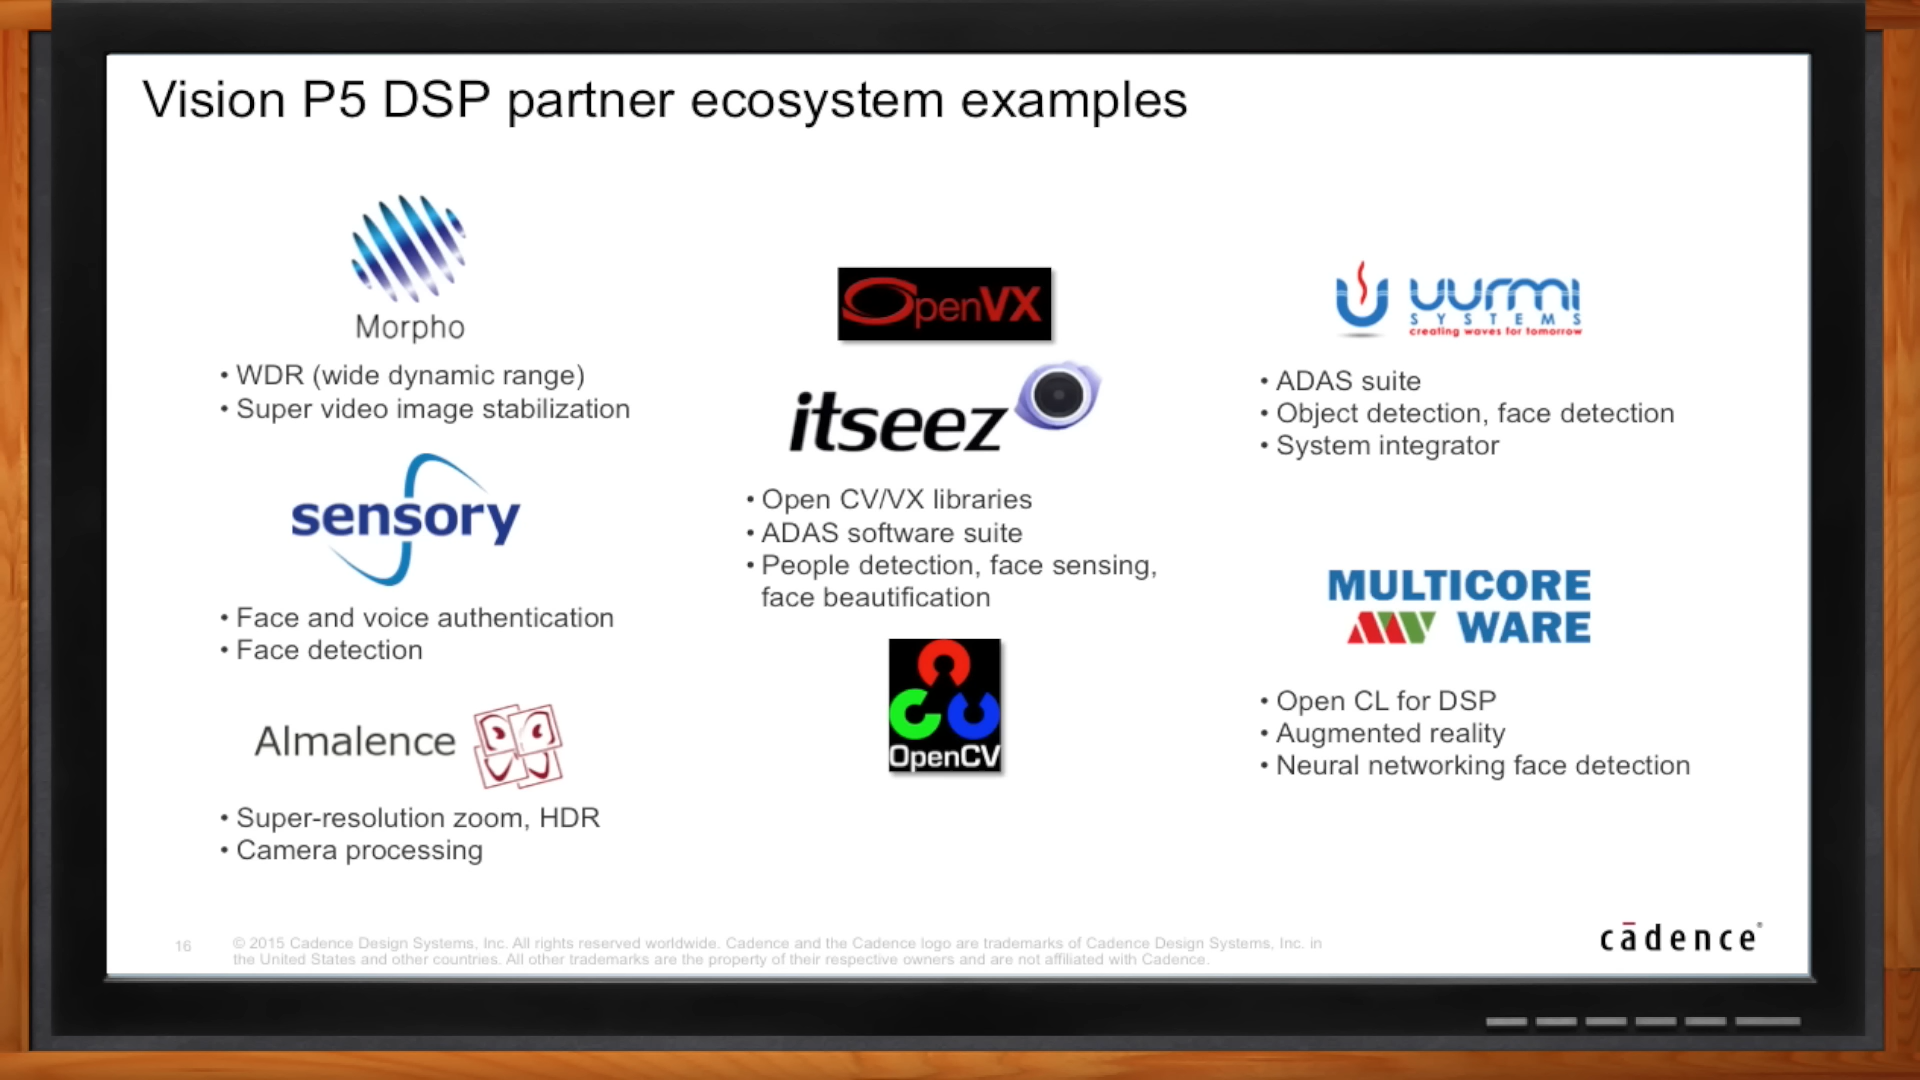 Vision P5 DSP partner ecosystem examples
Morpho
• WDR (wide dynamic range)
• Super video image stabilization
sensory
• Face and voice authentication
• Face detection
Almalence
• Super-resolution zoom, HDR
• Camera processing
OpenVX
itseez
• Open CV/VX libraries
• ADAS software suite
• People detection, face sensing,
face beautification
OpenCV
uurmi
SYSTEMS
creating waves for tomorrow
• ADAS suite
• Object detection, face detection
• System integrator
MULTICORE
WARE
• Open CL for DSP
• Augmented reality
• Neural networking face detection
16
© 2015 Cadence Design Systems, Inc. All rights reserved worldwide. Cadence and the Cadence logo are trademarks of Cadence Design Systems, Inc. in
the United States and other countries. All other trademarks are the property of their respective owners and are not affiliated with Cadence.
cādence®